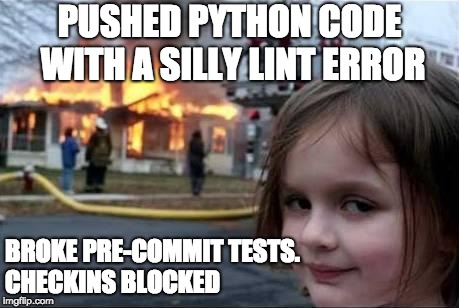 PUSHED PYTHON CODE
WITH A SILLY LINT ERROR
BROKE PRE-COMMIT TESTS.
CHECKINS BLOCKED
imgflip.com